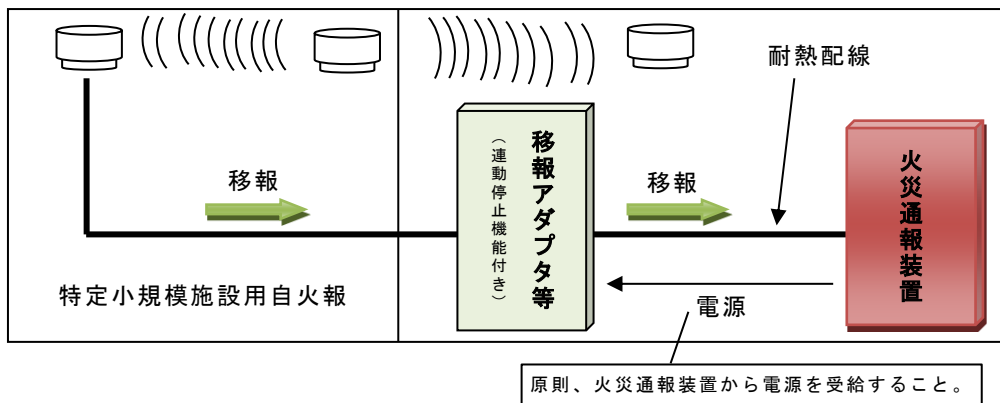 耐熱配線
移報アダプタ等
（連動停止機能付き）
火災通報装置
移報
移報
特定小規模施設用自火報
電源
原則、火災通報装置から電源を受給すること。